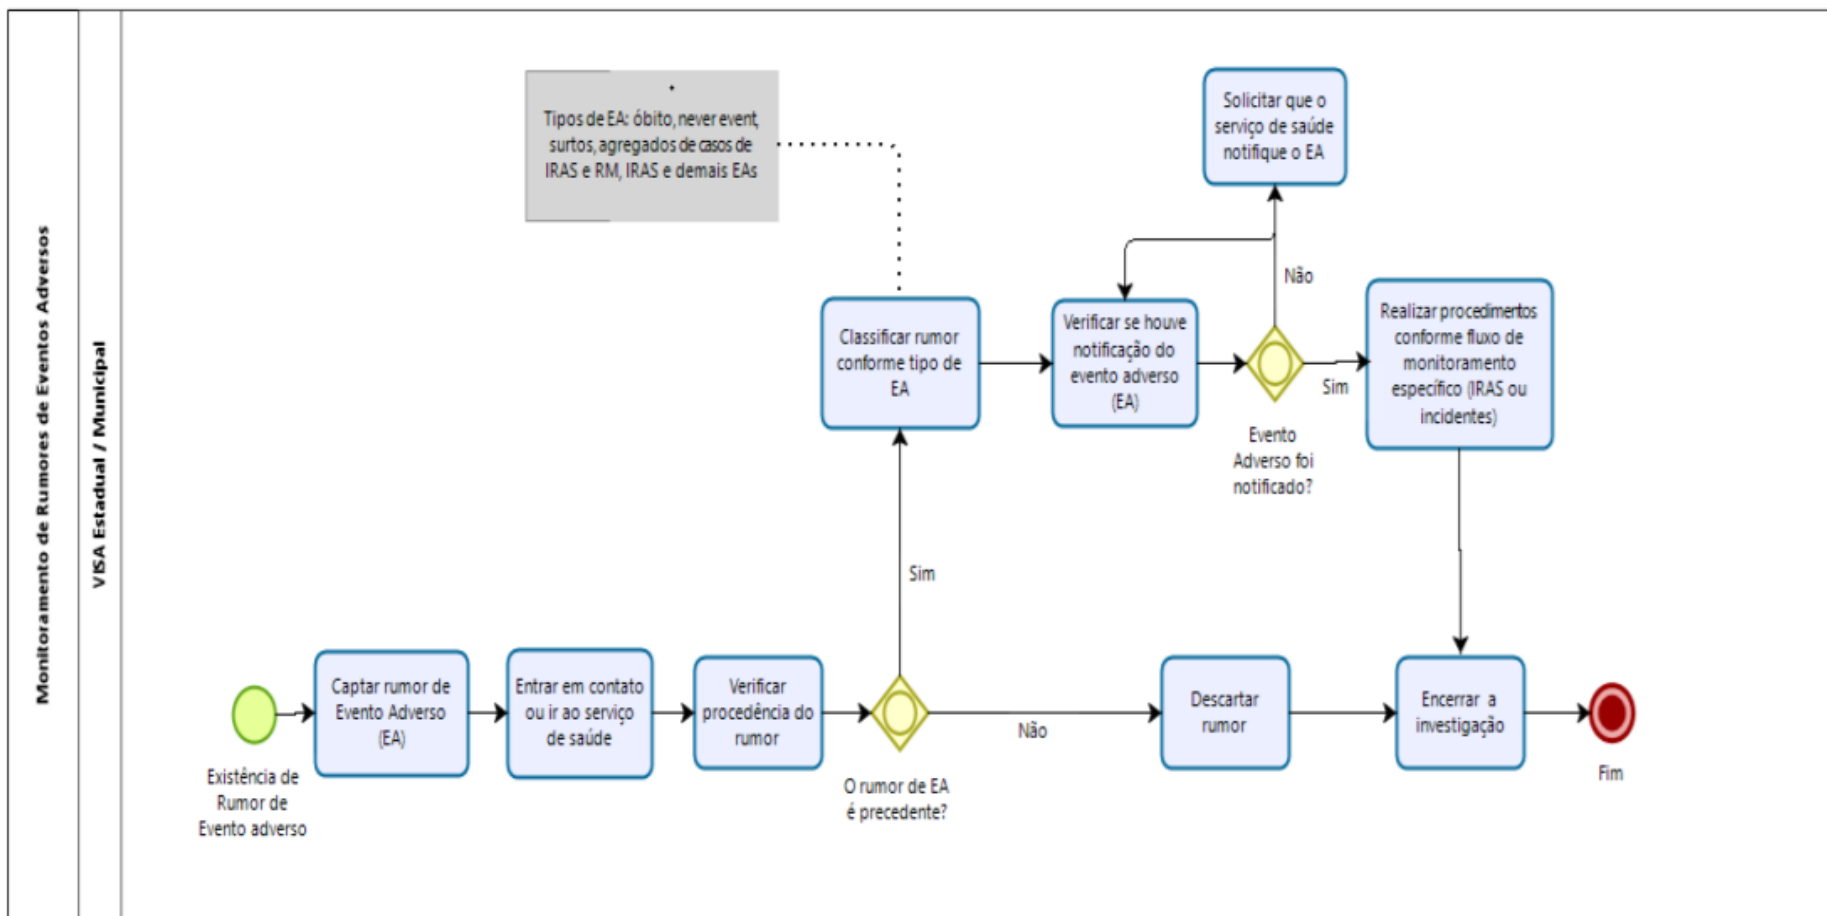 Monitoramento de Rumores de Eventos Adversos
VISA Estadual / Municipal
Tipos de EA: óbito, never event,
surtos, agregados de casos de
IRAS e RM, IRAS e demais EAs
Solicitar que o
serviço de saúde
notifique o EA
Não
Classificar rumor
conforme tipo de
EA
Verificar se houve
notificação do
evento adverso
(EA)
Evento
Adverso foi
notificado?
Sim
Realizar procedimentos
conforme fluxo de
monitoramento
específico (IRAS ou
incidentes)
Sim
Existência de
Rumor de
Evento adverso
Captar rumor de
Evento Adverso
(EA)
Entrar em contato
ou ir ao serviço
de saúde
Verificar
procedência do
rumor
O rumor de EA
é precedente?
Não
Descartar
rumor
Encerrar a
investigação
Fim